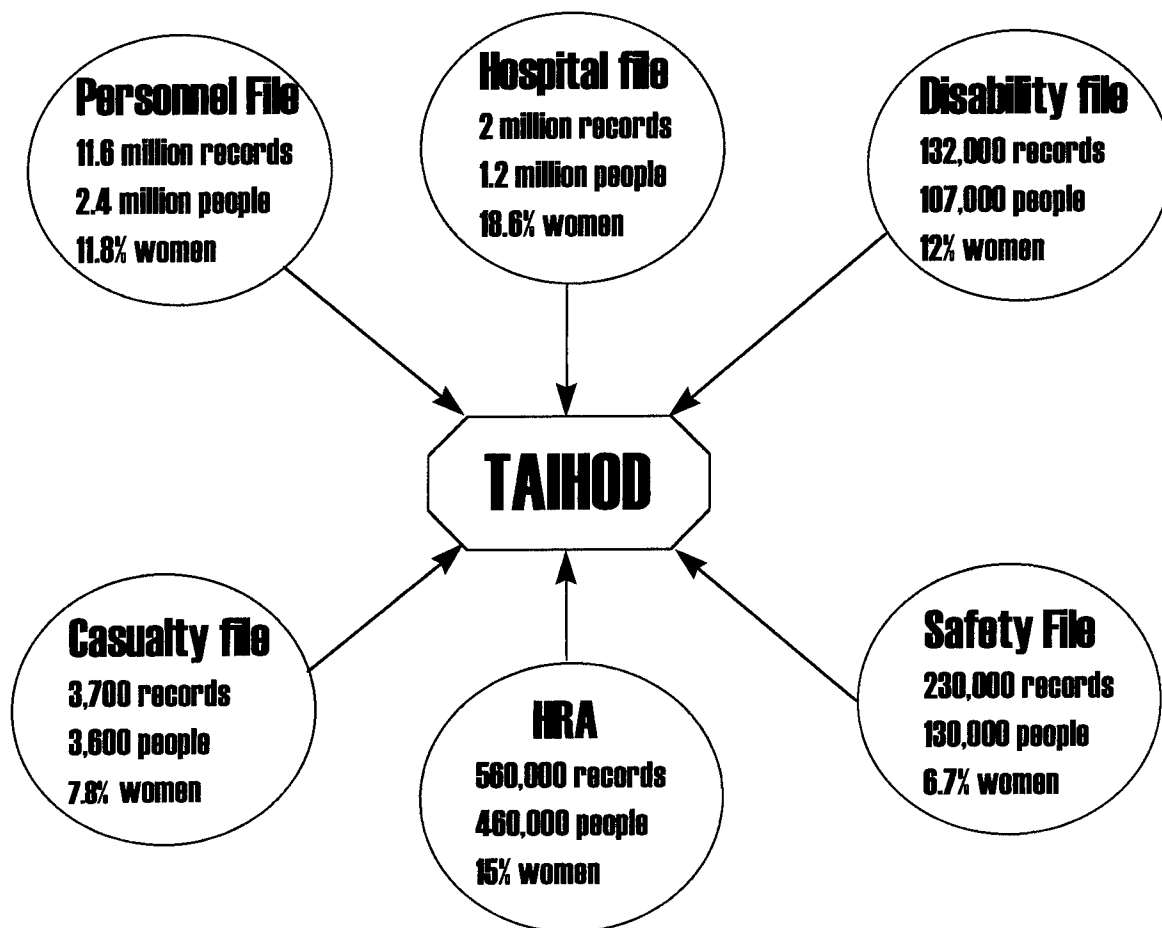 Personnel File
11.6 million records
2.4 million people
11.8% women
Hospital file
2 million records
1.2 million people
18.6% women
Disability file
132,000 records
107,000 people
12% women
TAIHOD
Casualty file
3,700 records
3,600 people
7.8% women
HRA
560,000 records
460,000 people
15% women
Safety File
230,000 records
130,000 people
6.7% women